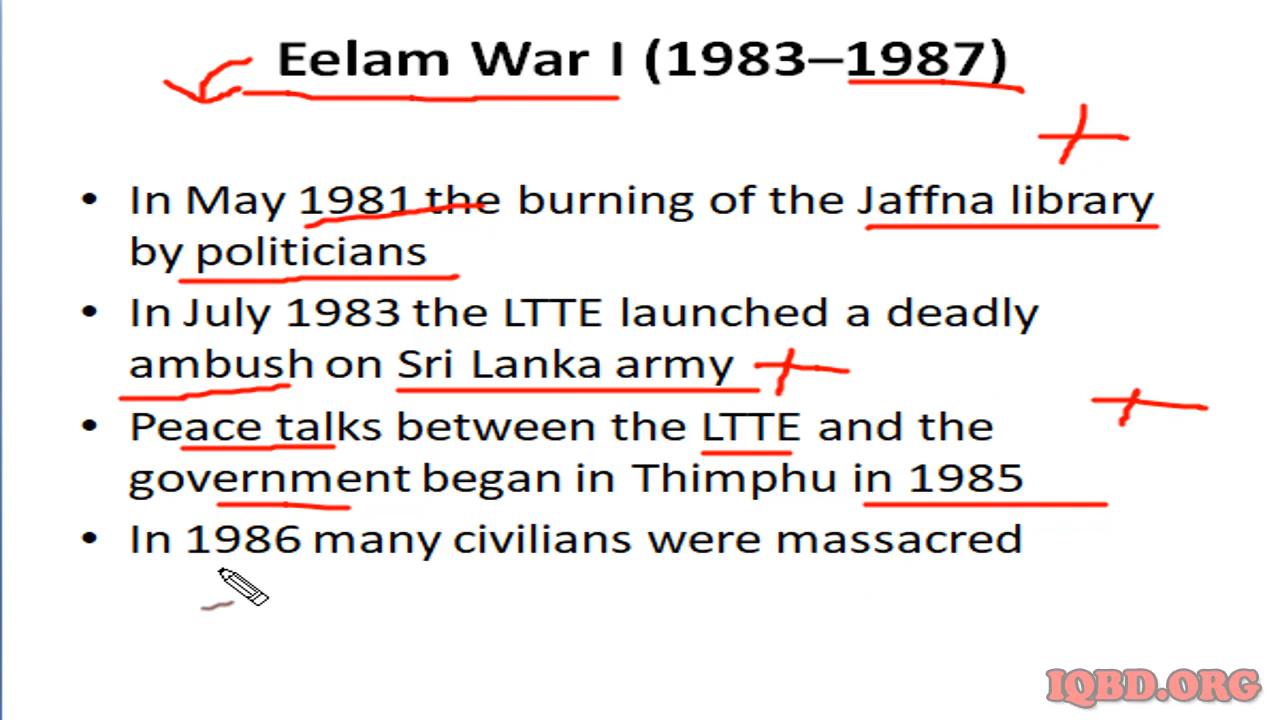 Eelam War I (1983–1987)
• In May 1981 the burning of the Jaffna library
by politicians
• In July 1983 the LTTE launched a deadly
ambush on Sri Lanka army
• Peace talks between the LTTE and the
government began in Thimphu in 1985
• In 1986 many civilians were massacred
IQBD.ORG